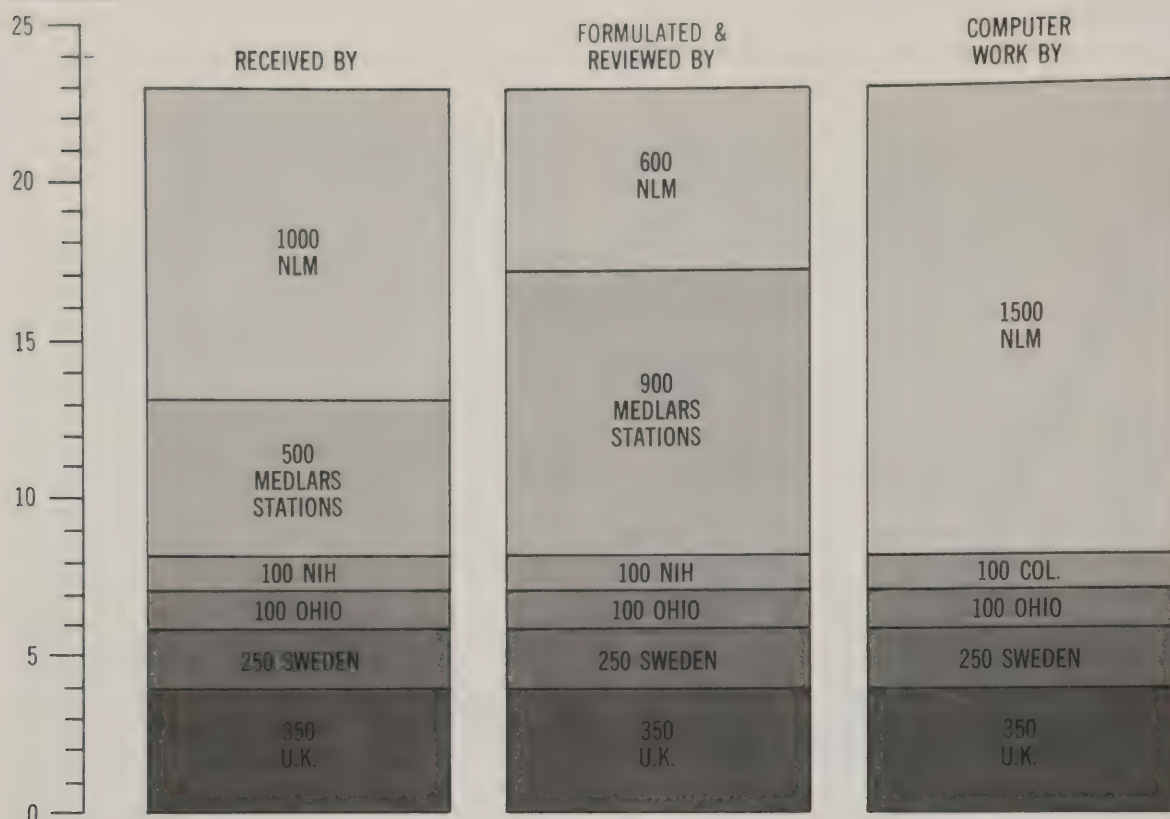 25
20
15
10
5
0
RECEIVED BY
1000
NLM
500
MEDLARS
STATIONS
100 NIH
100 OHIO
250 SWEDEN
350
U.K.
FORMULATED &
REVIEWED BY
600
NLM
900
MEDLARS
STATIONS
100 NIH
100 OHIO
250 SWEDEN
350
U.K.
COMPUTER
WORK BY
1500
NLM
100 COL.
100 OHIO
250 SWEDEN
350
U.K.